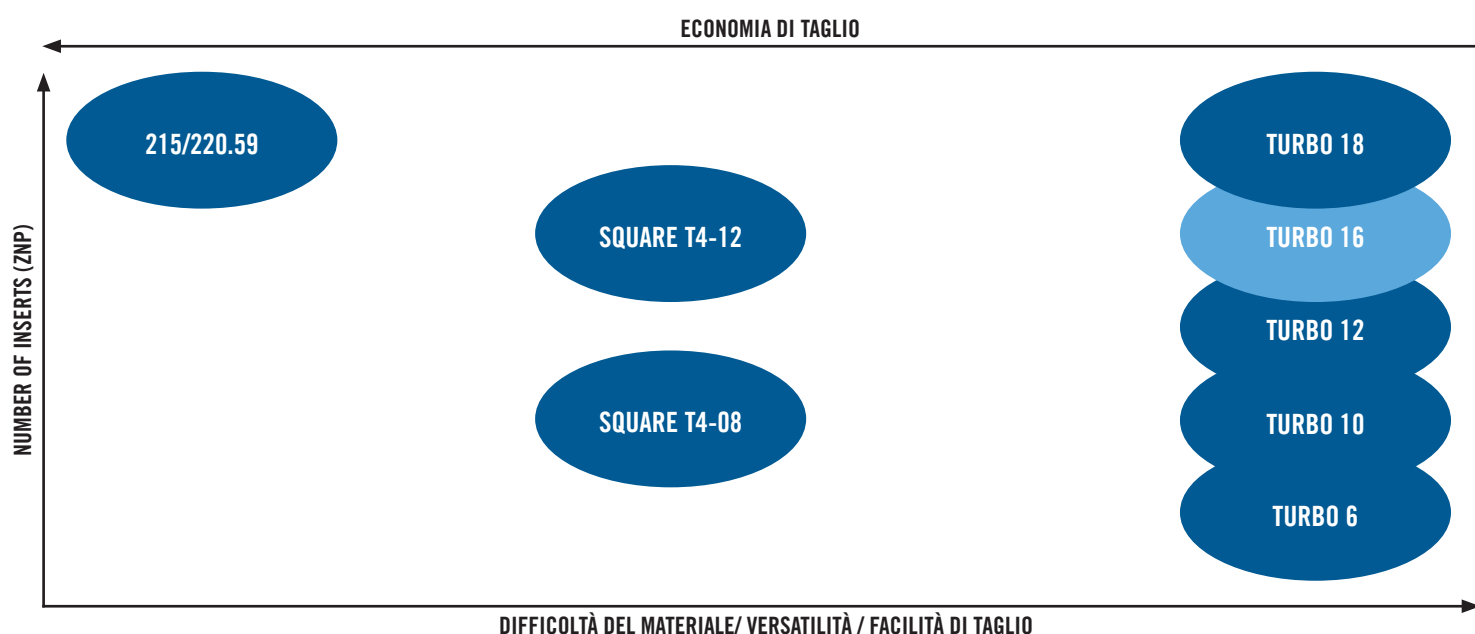 ECONOMIA DI TAGLIO
NUMBER OF INSERTS (ZNP)
215/220.59
SQUARE T4-12
SQUARE T4-08
TURBO 18
TURBO 16
TURBO 12
TURBO 10
TURBO 6
DIFFICOLTÀ DEL MATERIALE/ VERSATILITÀ / FACILITÀ DI TAGLIO